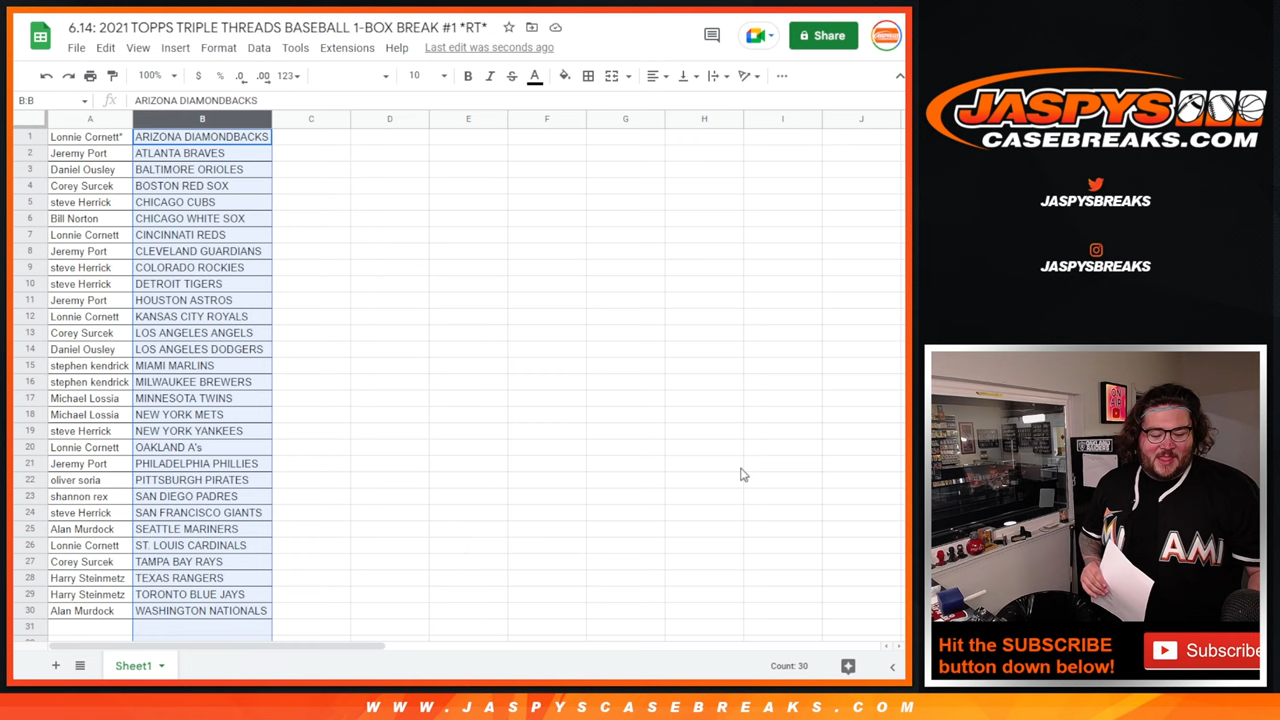 6.14: 2021 TOPPS TRIPLE THREADS BASEBALL 1-BOX BREAK #1 *RT*
File Edit View Insert Format Data Tools Extensions Help Last edit was seconds ago
Share
100% $ % .0 .00 123 10 B I S A
B:B fx ARIZONA DIAMONDBACKS
A B C D E F G H I J
1 Lonnie Cornett* ARIZONA DIAMONDBACKS
2 Jeremy Port ATLANTA BRAVES
3 Daniel Ousley BALTIMORE ORIOLES
4 Corey Surcek BOSTON RED SOX
5 steve Herrick CHICAGO CUBS
6 Bill Norton CHICAGO WHITE SOX
7 Lonnie Cornett CINCINNATI REDS
8 Jeremy Port CLEVELAND GUARDIANS
9 steve Herrick COLORADO ROCKIES
10 steve Herrick DETROIT TIGERS
11 Jeremy Port HOUSTON ASTROS
12 Lonnie Cornett KANSAS CITY ROYALS
13 Corey Surcek LOS ANGELES ANGELS
14 Daniel Ousley LOS ANGELES DODGERS
15 stephen kendrick MIAMI MARLINS
16 stephen kendrick MILWAUKEE BREWERS
17 Michael Lossia MINNESOTA TWINS
18 Michael Lossia NEW YORK METS
19 steve Herrick NEW YORK YANKEES
20 Lonnie Cornett OAKLAND A's
21 Jeremy Port PHILADELPHIA PHILLIES
22 oliver soria PITTSBURGH PIRATES
23 shannon rex SAN DIEGO PADRES
24 steve Herrick SAN FRANCISCO GIANTS
25 Alan Murdock SEATTLE MARINERS
26 Lonnie Cornett ST. LOUIS CARDINALS
27 Corey Surcek TAMPA BAY RAYS
28 Harry Steinmetz TEXAS RANGERS
29 Harry Steinmetz TORONTO BLUE JAYS
30 Alan Murdock WASHINGTON NATIONALS
31
Sheet1
Count: 30
JASPYS
CASEBREAKS.COM
JASPYSBREAKS
JASPYSBREAKS
ON AIR
OAKLAND RAIDERS
AMI
Hit the SUBSCRIBE
button down below!
Subscribe
WWW.JASPYSCASEBREAKS.COM